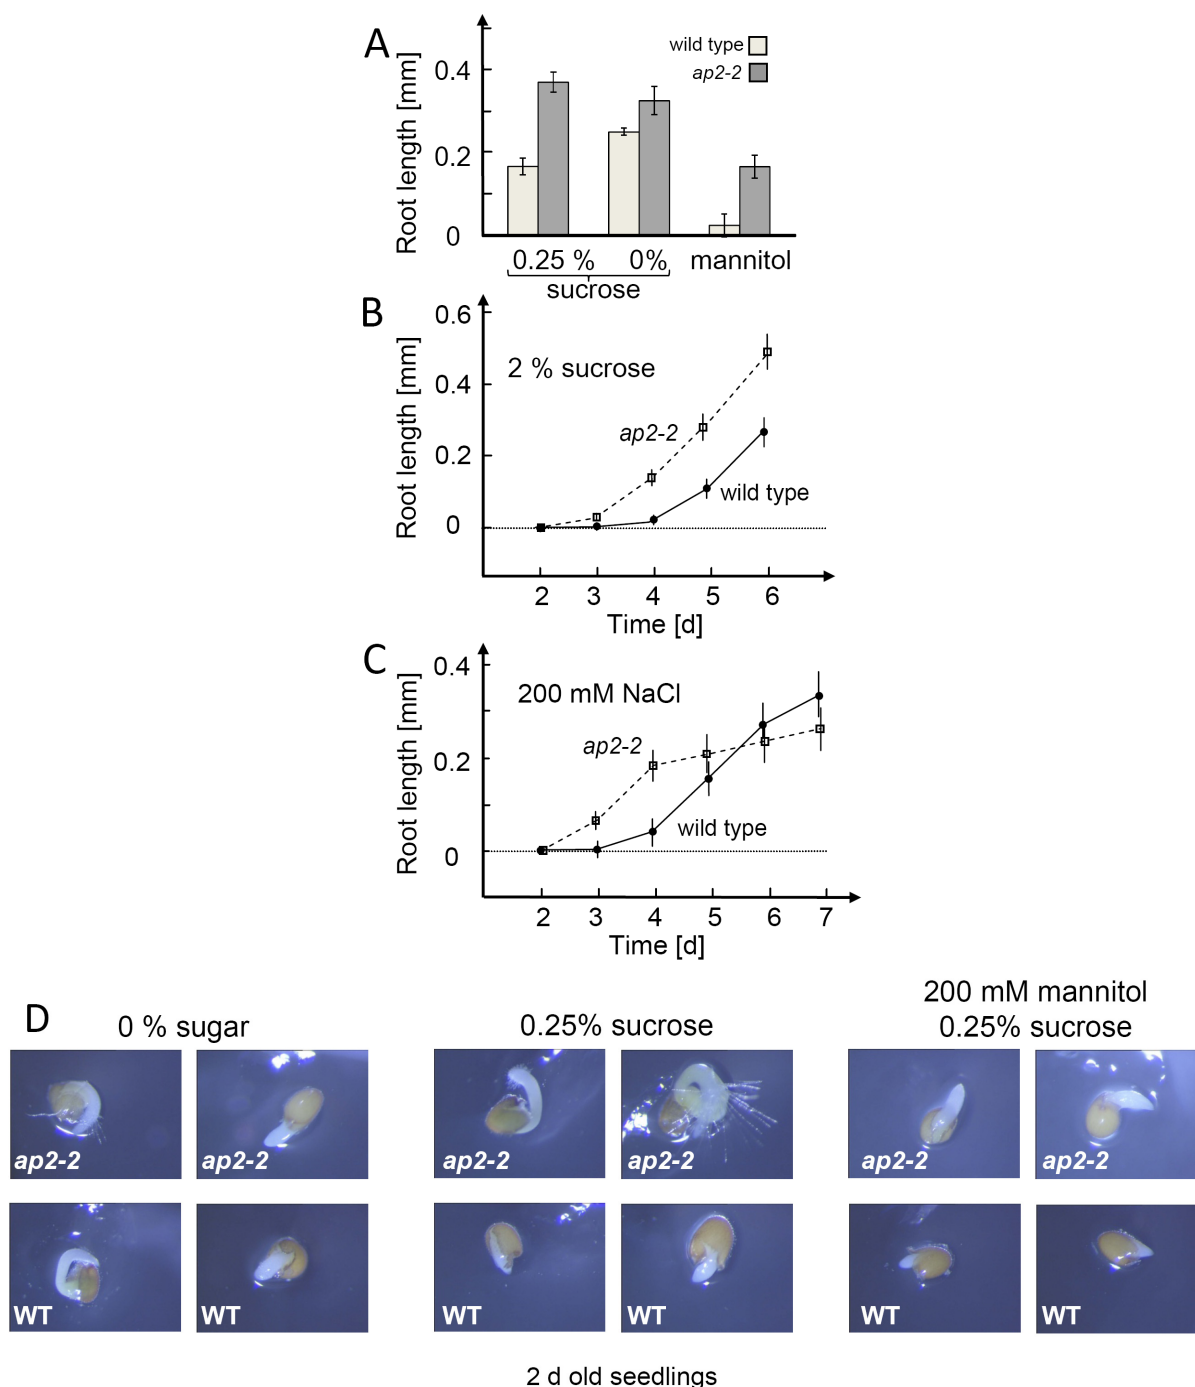 A
Root length [mm]
0.4
0.2
0
wild type
ap2-2
0.25 %
0%
mannitol
sucrose
B
Root length [mm]
0.6
0.4
0.2
0
2 % sucrose
ap2-2
wild type
2 3 4 5 6
Time [d]
C
Root length [mm]
0.4
0.2
0
200 mM NaCl
ap2-2
wild type
2 3 4 5 6 7
Time [d]
D
0 % sugar
0.25% sucrose
200 mM mannitol
0.25% sucrose
ap2-2
ap2-2
ap2-2
ap2-2
ap2-2
ap2-2
WT
WT
WT
WT
WT
WT
2 d old seedlings